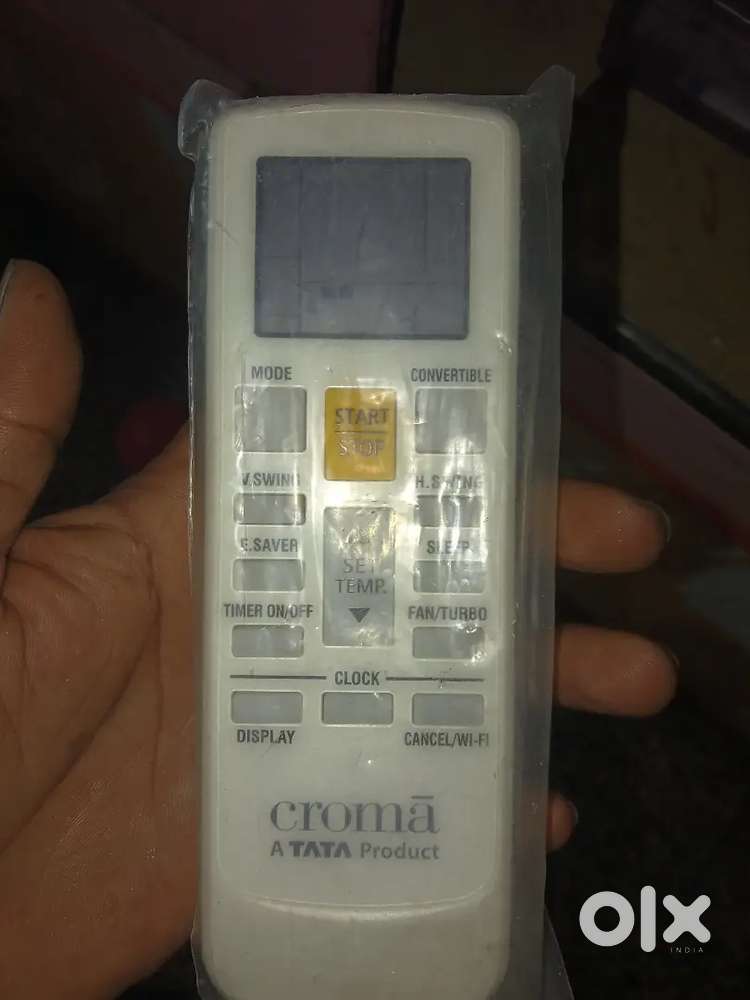 MODE
CONVERTIBLE
START
STOP
V.SWING
H.SWING
E.SAVER
SLEEP
SET
TEMP.
TIMER ON/OFF
FAN/TURBO
CLOCK
DISPLAY
CANCEL/WI-FI
cromā
A TATA Product
olx
INDIA